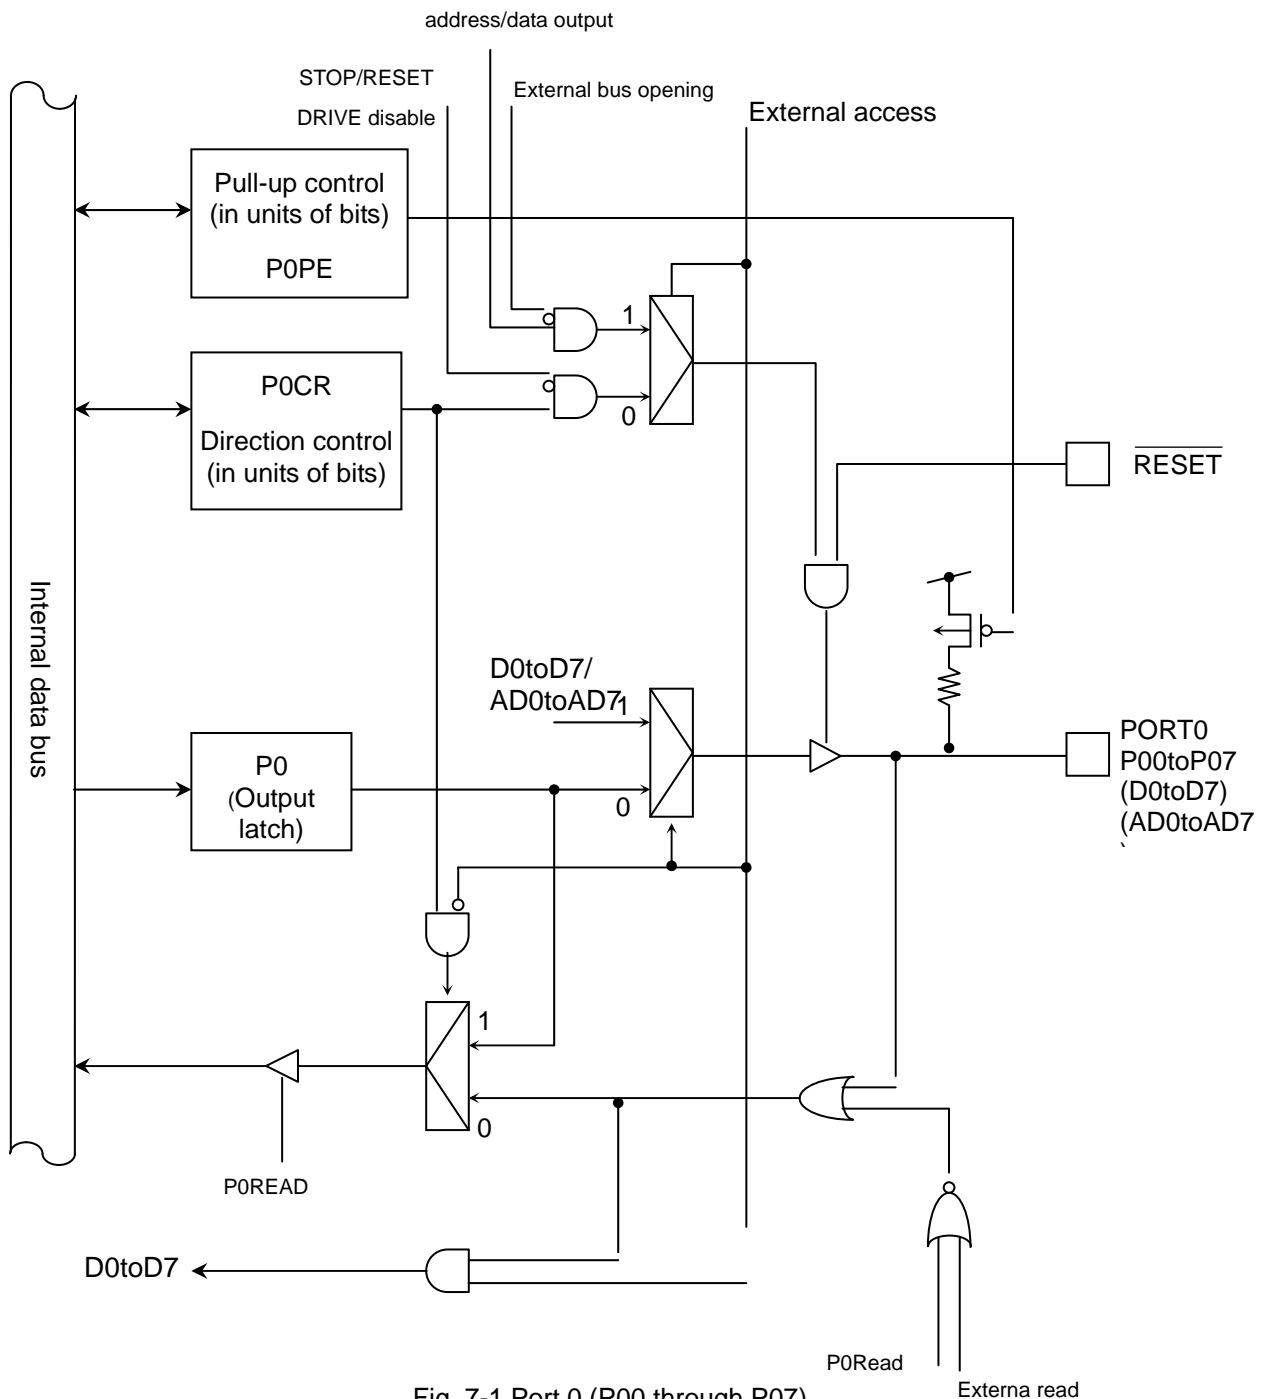 address/data output
STOP/RESET
DRIVE disable
External bus opening
External access
Pull-up control
(in units of bits)
P0PE
1
0
P0CR
Direction control
(in units of bits)
RESET
Internal data bus
D0toD7/
AD0toAD7
1
0
P0
(Output
latch)
PORT0
P00toP07
(D0toD7)
(AD0toAD7
)
1
0
P0READ
D0toD7
P0Read
Externa read
Fig. 7-1 Port 0 (P00 through P07)